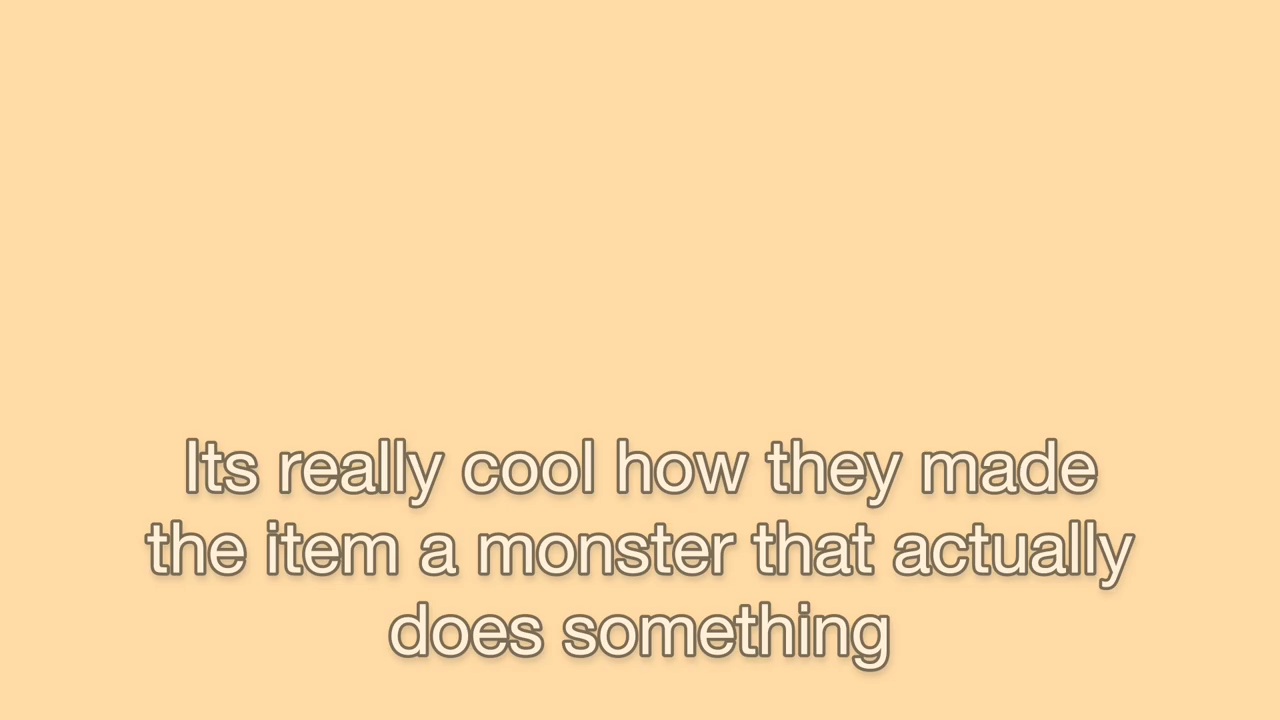 Its really cool how they made
the item a monster that actually
does something